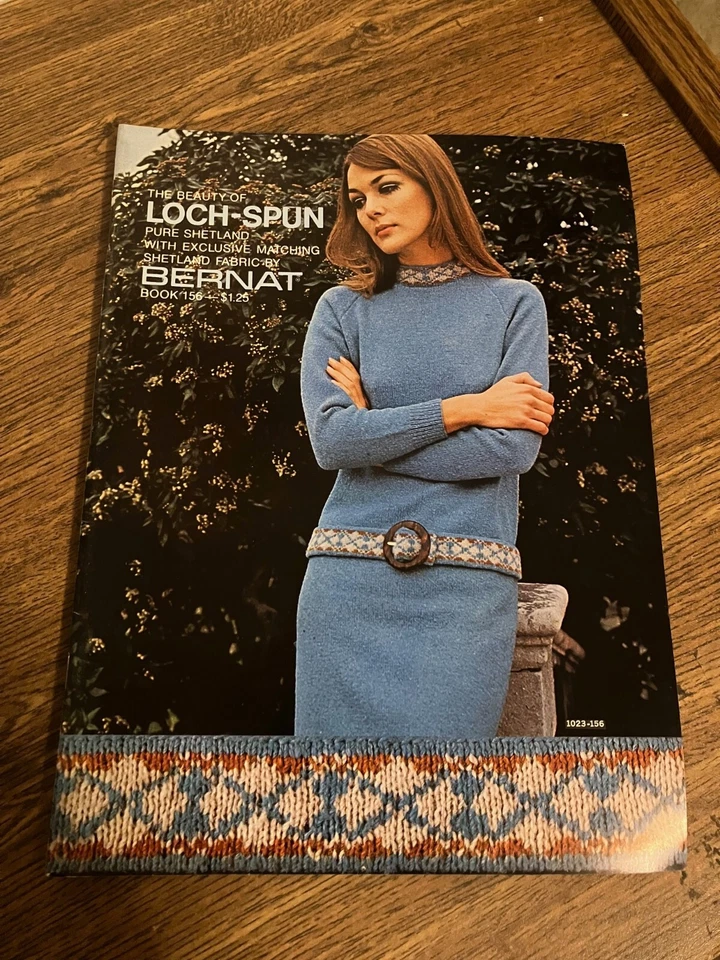 THE BEAUTY OF
LOCH-SPUN
PURE SHETLAND
WITH EXCLUSIVE MATCHING
SHETLAND FABRIC BY
BERNAT
BOOK 156 - $1.25
1023-156